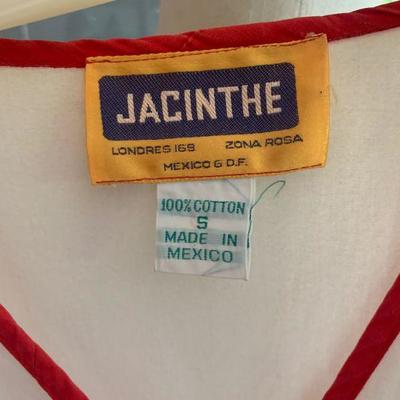 JACINTHE
LONDRES 169 ZONA ROSA
MEXICO 6 D.F.
100% COTTON
S
MADE IN
MEXICO